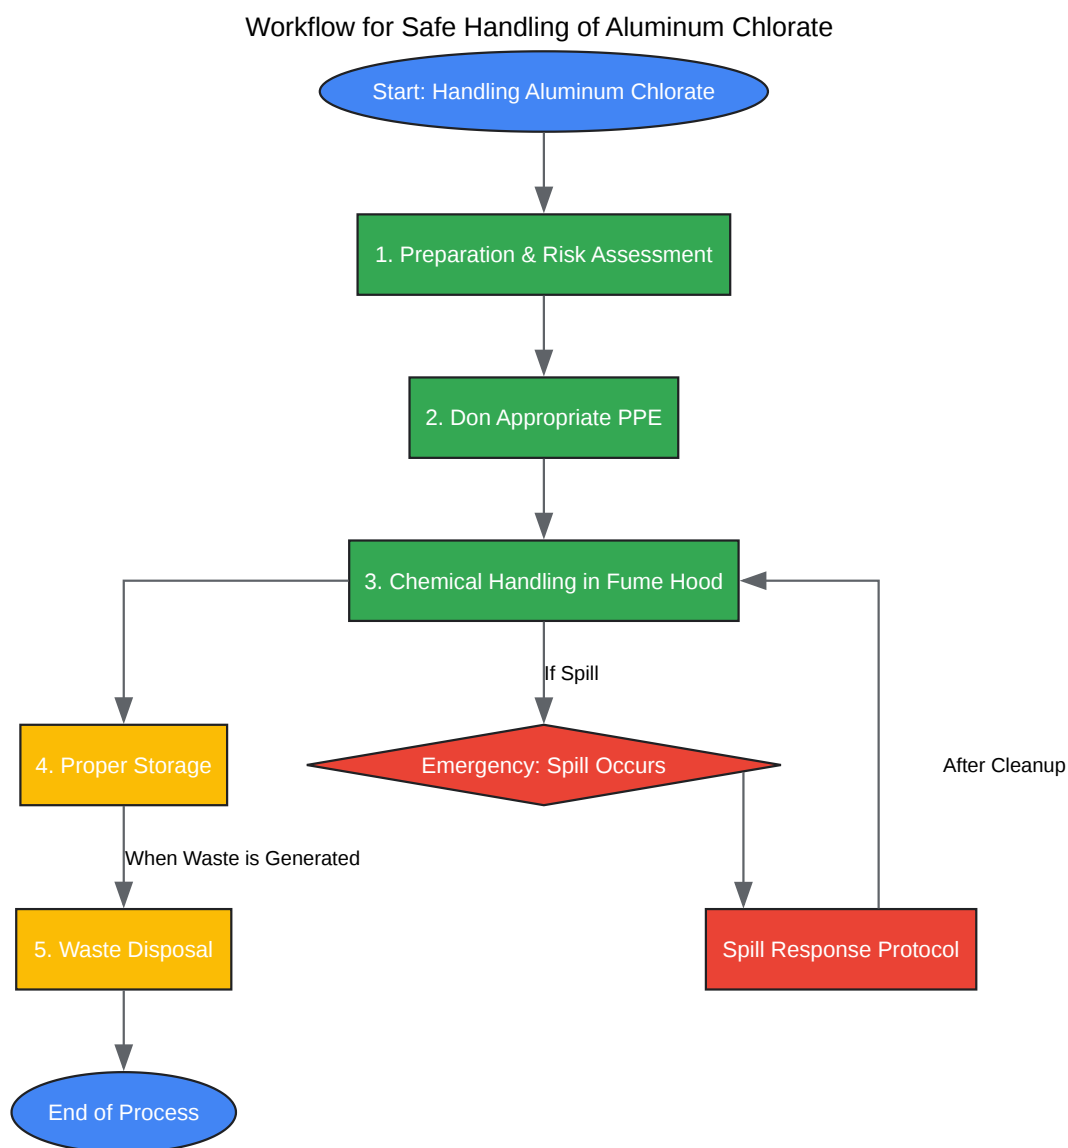 Workflow for Safe Handling of Aluminum Chlorate
Start: Handling Aluminum Chlorate
1. Preparation & Risk Assessment
2. Don Appropriate PPE
3. Chemical Handling in Fume Hood
If Spill
4. Proper Storage
Emergency: Spill Occurs
After Cleanup
When Waste is Generated
5. Waste Disposal
Spill Response Protocol
End of Process